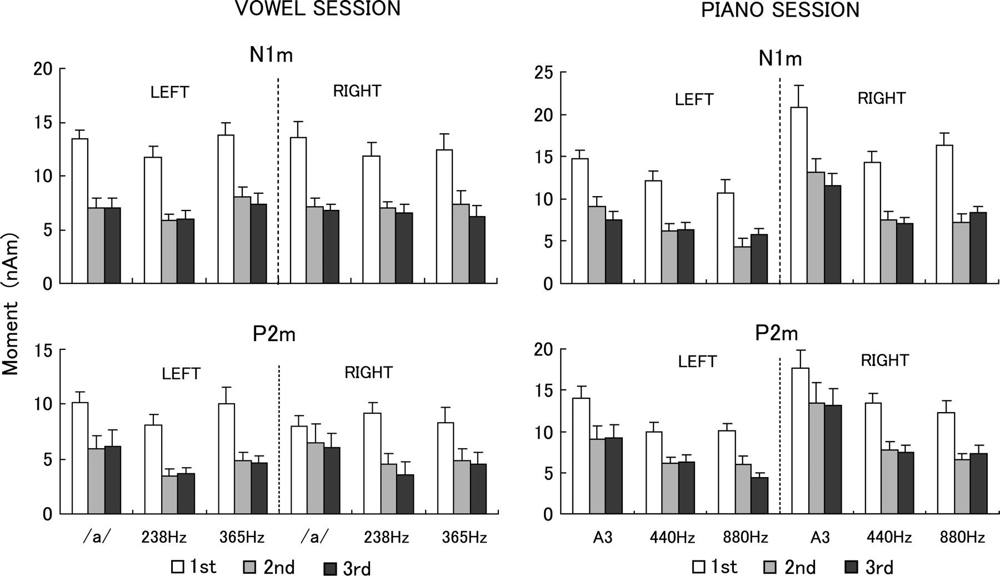 VOWEL SESSION
PIANO SESSION
N1m
20
15
10
5
0
LEFT
RIGHT
N1m
25
20
15
10
5
0
LEFT
RIGHT
Moment (nAm)
P2m
15
10
5
0
LEFT
RIGHT
/a/ 238Hz 365Hz /a/ 238Hz 365Hz
1st 2nd 3rd
P2m
20
15
10
5
0
LEFT
RIGHT
A3 440Hz 880Hz A3 440Hz 880Hz
1st 2nd 3rd